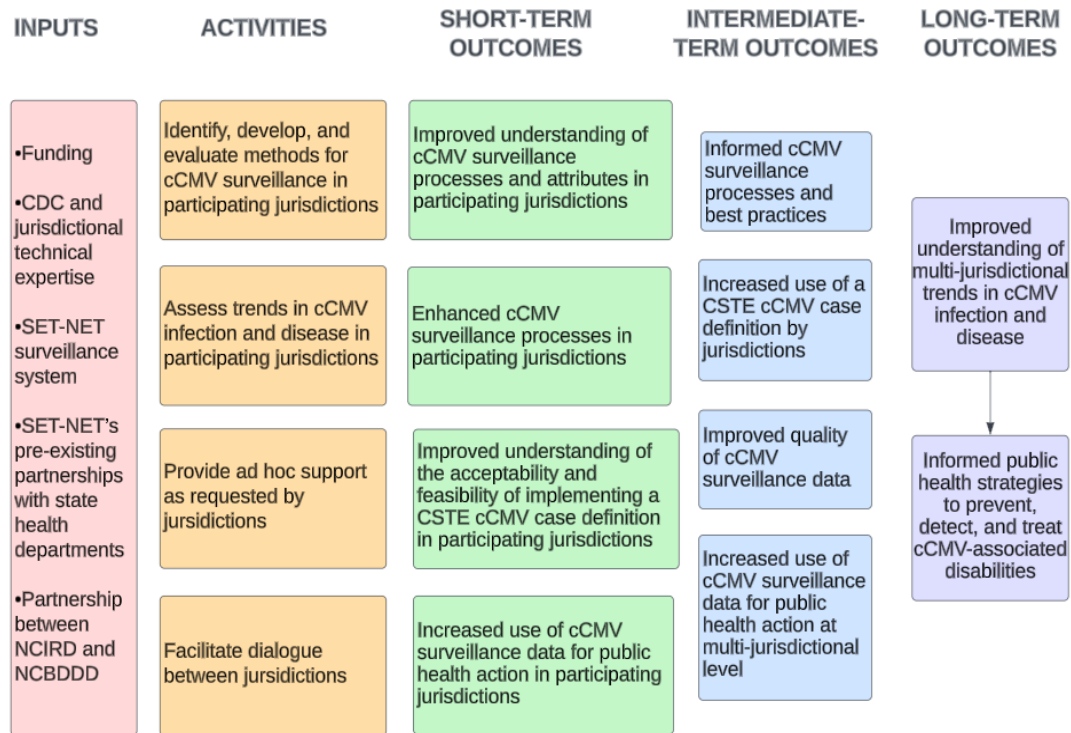 INPUTS
ACTIVITIES
SHORT-TERM
OUTCOMES
INTERMEDIATE-
TERM OUTCOMES
LONG-TERM
OUTCOMES
•Funding
•CDC and
jurisdictional
technical
expertise
•SET-NET
surveillance
system
•SET-NET’s
pre-existing
partnerships
with state
health
departments
•Partnership
between
NCIRD and
NCBDDD
Identify, develop, and
evaluate methods for
cCMV surveillance in
participating jurisdictions
Assess trends in cCMV
infection and disease in
participating jurisdictions
Provide ad hoc support
as requested by
jursidictions
Facilitate dialogue
between jursidictions
Improved understanding of
cCMV surveillance
processes and attributes in
participating jurisdictions
Enhanced cCMV
surveillance processes in
participating jurisdictions
Improved understanding of
the acceptability and
feasibility of implementing a
CSTE cCMV case definition
in participating jurisdictions
Increased use of cCMV
surveillance data for public
health action in participating
jurisdictions
Informed cCMV
surveillance
processes and
best practices
Increased use of a
CSTE cCMV case
definition by
jurisdictions
Improved quality
of cCMV
surveillance data
Increased use of
cCMV surveillance
data for public
health action at
multi-jurisdictional
level
Improved
understanding of
multi-jurisdictional
trends in cCMV
infection and
disease
Informed public
health strategies
to prevent,
detect, and treat
cCMV-associated
disabilities